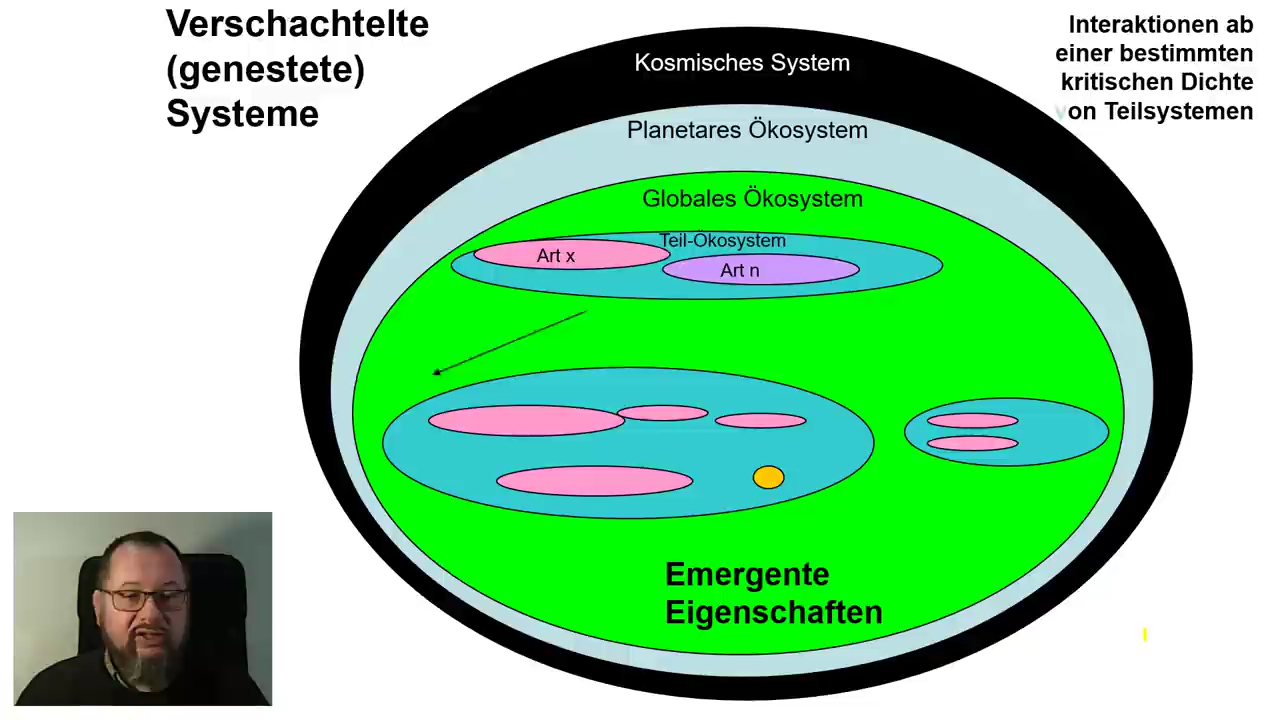 Verschachtelte
(genestete)
Systeme
Interaktionen ab
einer bestimmten
kritischen Dichte
von Teilsystemen
Kosmisches System
Planetares Ökosystem
Globales Ökosystem
Teil-Ökosystem
Art x
Art n
Emergente
Eigenschaften